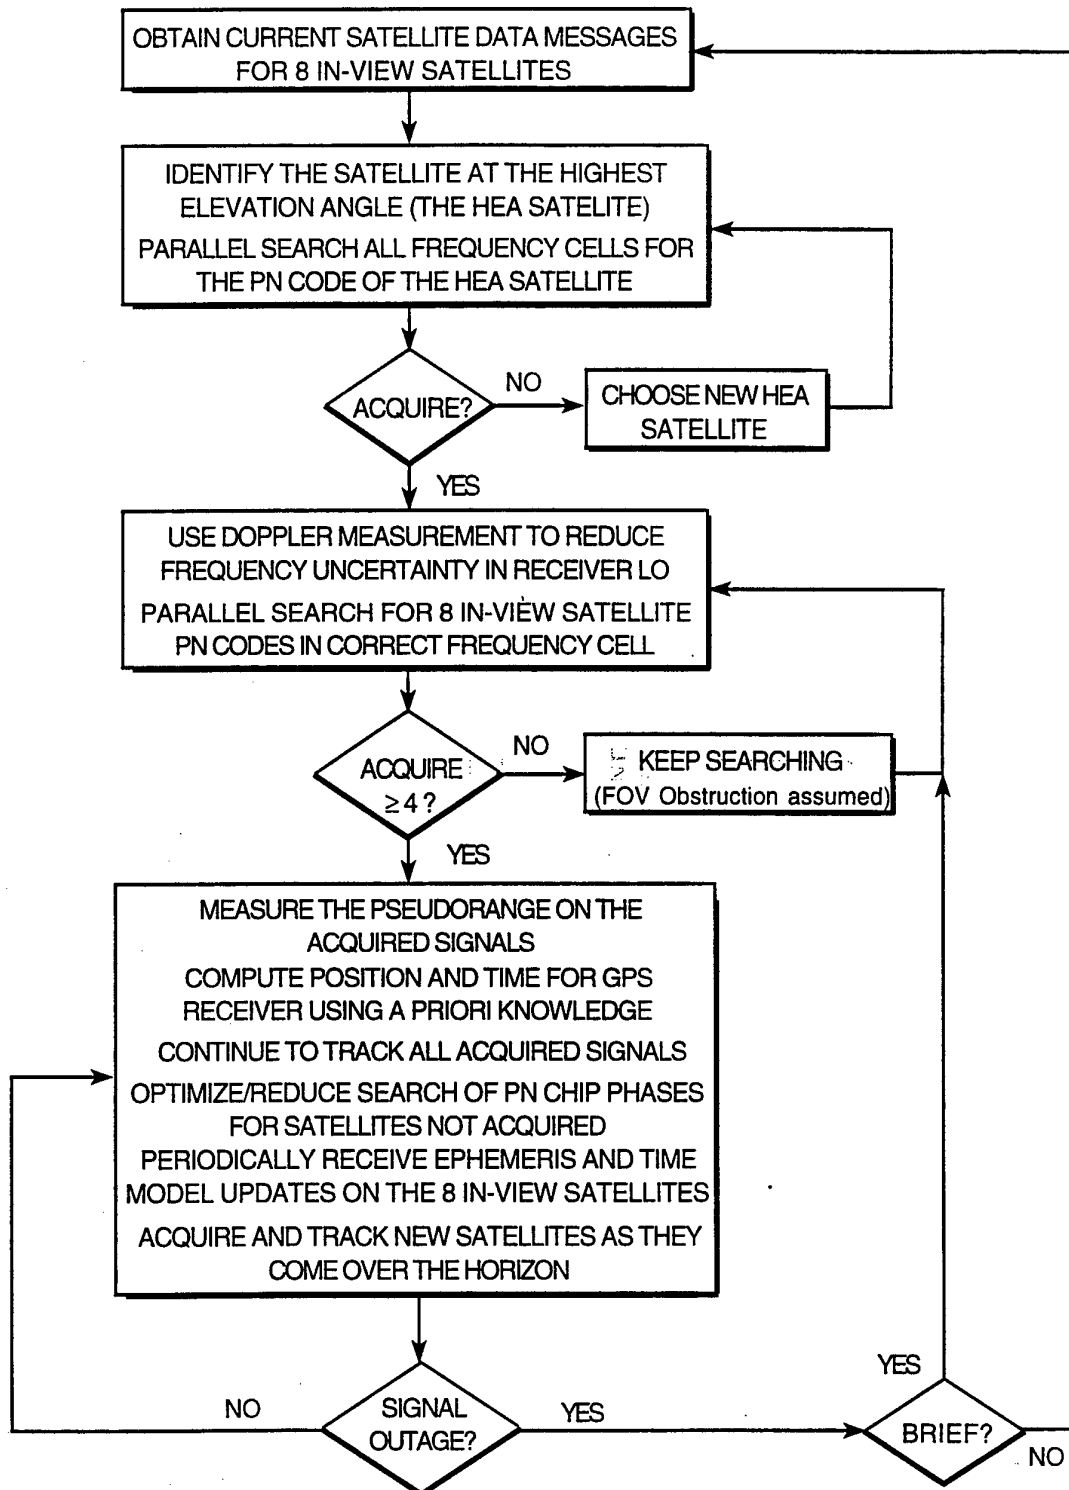 OBTAIN CURRENT SATELLITE DATA MESSAGES
FOR 8 IN-VIEW SATELLITES
IDENTIFY THE SATELLITE AT THE HIGHEST
ELEVATION ANGLE (THE HEA SATELITE)
PARALLEL SEARCH ALL FREQUENCY CELLS FOR
THE PN CODE OF THE HEA SATELLITE
ACQUIRE?
NO
CHOOSE NEW HEA
SATELLITE
YES
USE DOPPLER MEASUREMENT TO REDUCE
FREQUENCY UNCERTAINTY IN RECEIVER LO
PARALLEL SEARCH FOR 8 IN-VIEW SATELLITE
PN CODES IN CORRECT FREQUENCY CELL
ACQUIRE
≥4?
NO
KEEP SEARCHING
(FOV Obstruction assumed)
YES
MEASURE THE PSEUDORANGE ON THE
ACQUIRED SIGNALS
COMPUTE POSITION AND TIME FOR GPS
RECEIVER USING A PRIORI KNOWLEDGE
CONTINUE TO TRACK ALL ACQUIRED SIGNALS
OPTIMIZE/REDUCE SEARCH OF PN CHIP PHASES
FOR SATELLITES NOT ACQUIRED
PERIODICALLY RECEIVE EPHEMERIS AND TIME
MODEL UPDATES ON THE 8 IN-VIEW SATELLITES
ACQUIRE AND TRACK NEW SATELLITES AS THEY
COME OVER THE HORIZON
NO
SIGNAL
OUTAGE?
YES
YES
BRIEF?
NO